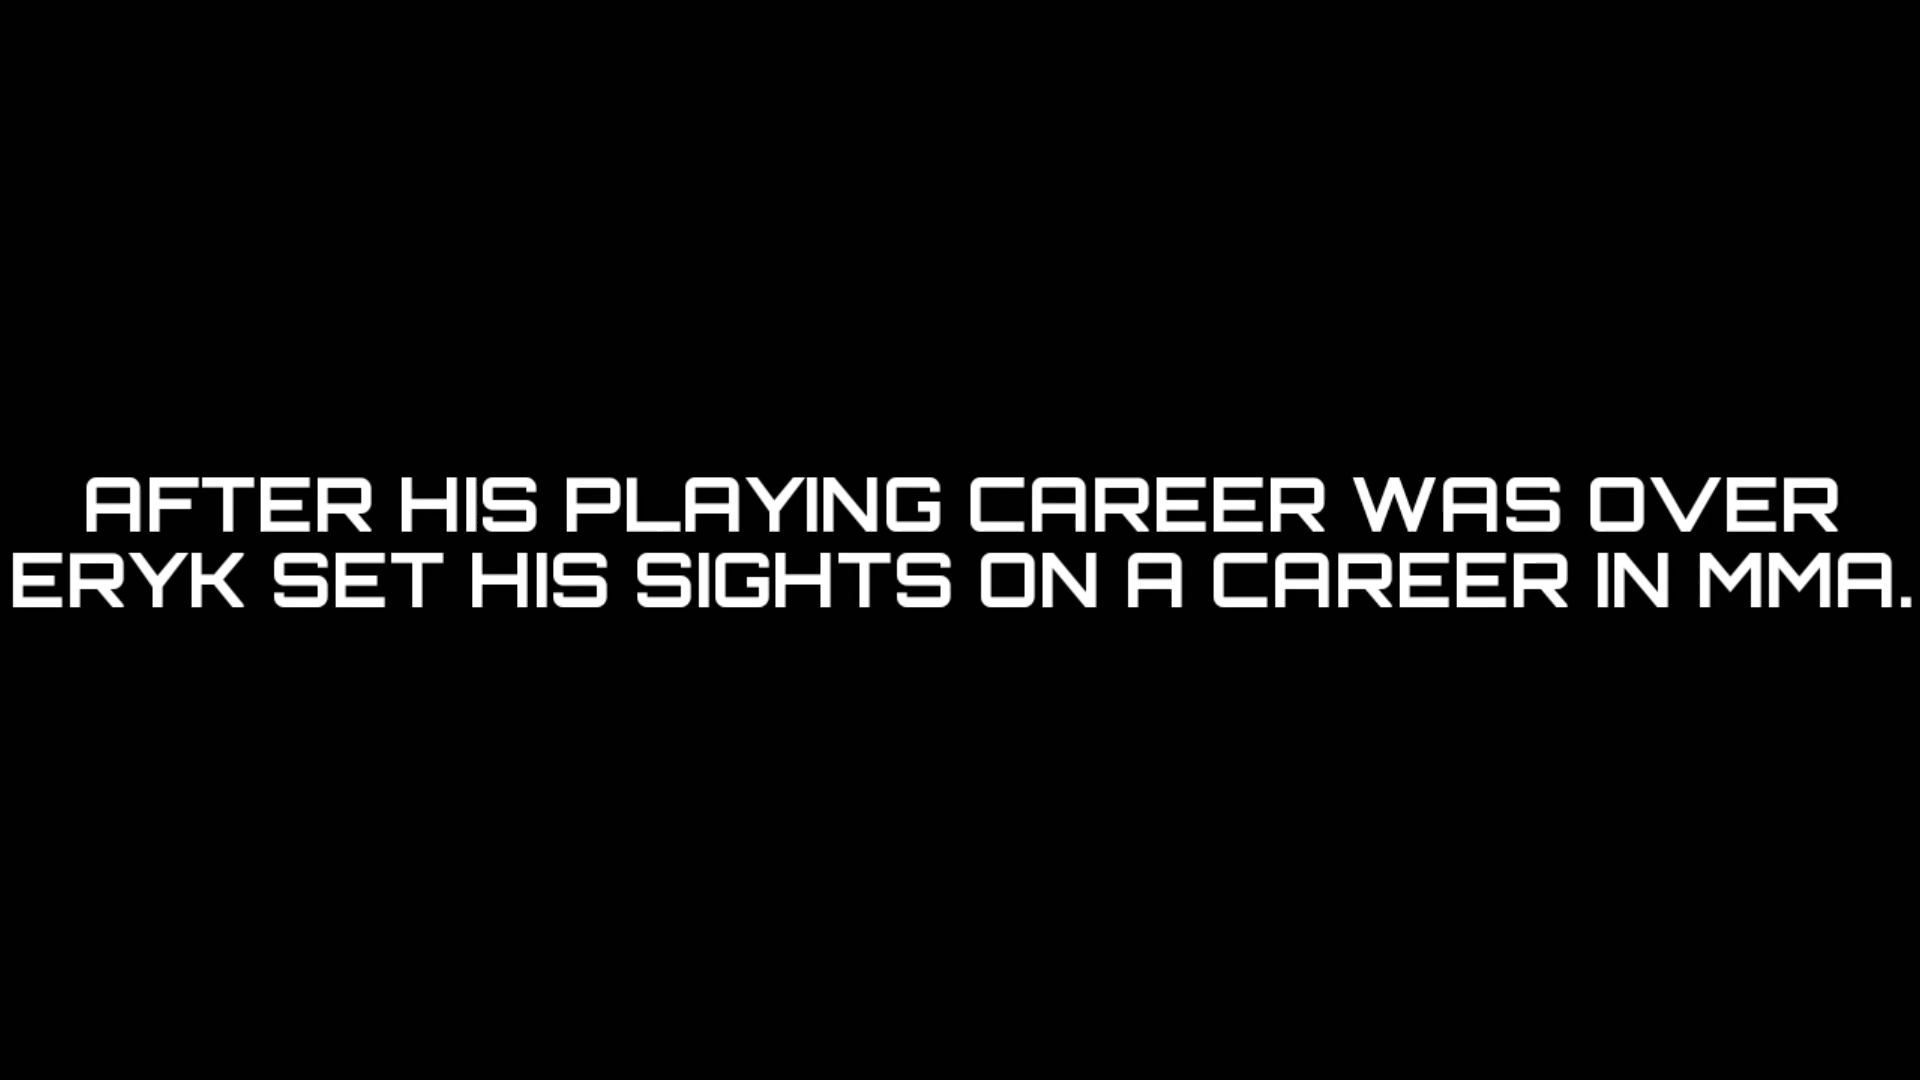 AFTER HIS PLAYING CAREER WAS OVER
ERYK SET HIS SIGHTS ON A CAREER IN MMA.